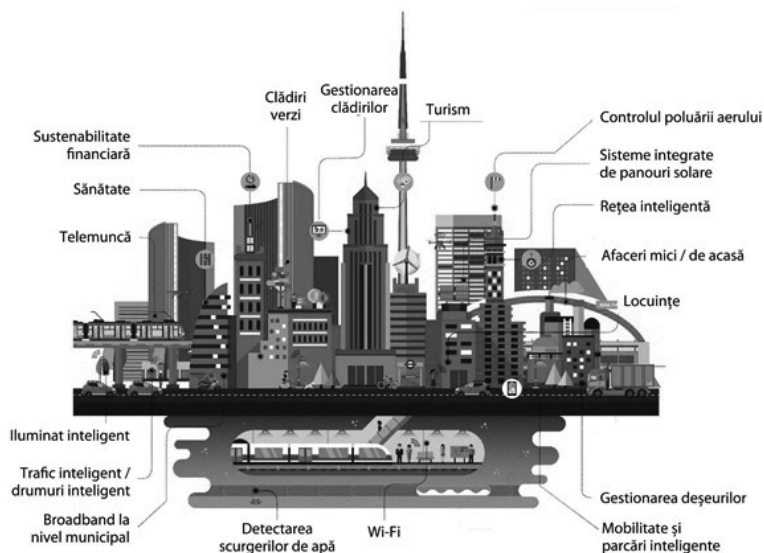 Clădiri
verzi
Gestionarea
clădirilor
Turism
Controlul poluării aerului
Sustenabilitate
financiară
Sisteme integrate
de panouri solare
Sănătate
Rețea inteligentă
Telemuncă
Afaceri mici / de acasă
Locuințe
Iluminat inteligent
Trafic inteligent /
drumuri inteligent
Broadband la
nivel municipal
Detectarea
scurgerilor de apă
Wi-Fi
Gestionarea deșeurilor
Mobilitate și
parcări inteligente